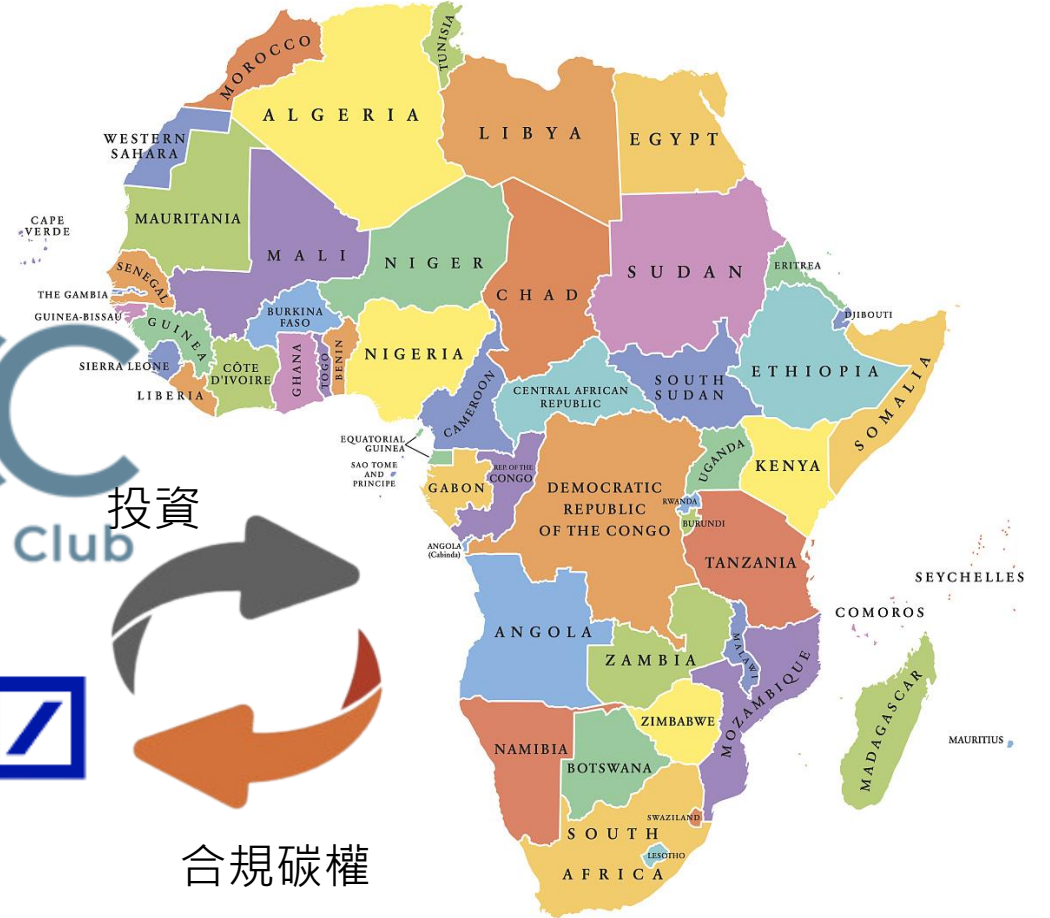 MOROCCO
TUNISIA
ALGERIA
LIBYA
EGYPT
WESTERN
SAHARA
MAURITANIA
CAPE
VERDE
MALI
NIGER
CHAD
SUDAN
ERITREA
DJIBOUTI
SENEGAL
THE GAMBIA
GUINEA-BISSAU
GUINEA
BURKINA
FASO
SIERRA LEONE
CÔTE
D'IVOIRE
LIBERIA
GHANA
TOGO
BENIN
NIGERIA
CAMEROON
CENTRAL AFRICAN
REPUBLIC
SOUTH
SUDAN
ETHIOPIA
SOMALIA
EQUATORIAL
GUINEA
SAO TOME
AND
PRINCIPE
GABON
REP. OF THE
CONGO
DEMOCRATIC
REPUBLIC
OF THE CONGO
UGANDA
KENYA
RWANDA
BURUNDI
TANZANIA
ANGOLA
(Cabinda)
SEYCHELLES
COMOROS
ANGOLA
ZAMBIA
MALAWI
MOZAMBIQUE
ZIMBABWE
MADAGASCAR
MAURITIUS
NAMIBIA
BOTSWANA
SWAZILAND
LESOTHO
SOUTH
AFRICA
C
Club
投資
合規碳權